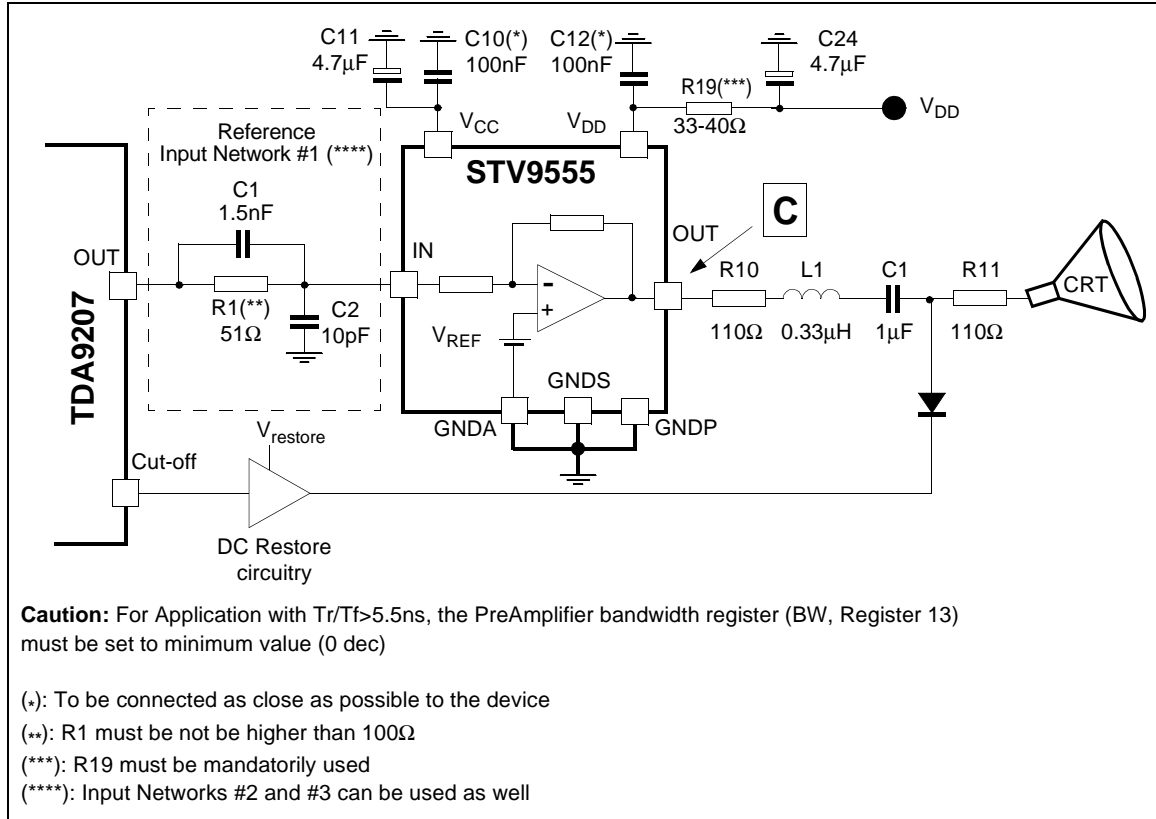 C11
4.7μF
C10(*)
100nF
C12(*)
100nF
C24
4.7μF
R19(***)
33-40Ω
VDD
VCC
VDD
Reference
Input Network #1 (****)
STV9555
C1
1.5nF
C
OUT
IN
OUT
R10
L1
C1
R11
CRT
R1(**)
51Ω
C2
10pF
-
+
VREF
110Ω
0.33μH
1μF
110Ω
TDA9207
GNDS
GNDA
GNDP
Vrestore
Cut-off
DC Restore
circuitry
Caution: For Application with Tr/Tf>5.5ns, the PreAmplifier bandwidth register (BW, Register 13)
must be set to minimum value (0 dec)
(*): To be connected as close as possible to the device
(**): R1 must be not be higher than 100Ω
(***): R19 must be mandatorily used
(****): Input Networks #2 and #3 can be used as well